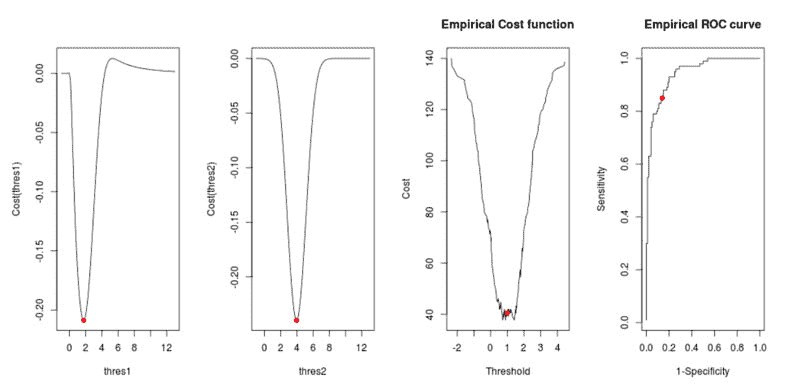 Empirical Cost function
Empirical ROC curve
Cost(thres1)
0.00
-0.05
-0.10
-0.15
-0.20
0 2 4 6 8 12
thres1
Cost(thres2)
0.00
-0.05
-0.10
-0.15
-0.20
0 2 4 6 8 12
thres2
Cost
140
120
100
80
60
40
-2 0 2 4
Threshold
Sensitivity
1.0
0.8
0.6
0.4
0.2
0.0
0.0 0.2 0.4 0.6 0.8 1.0
1-Specificity